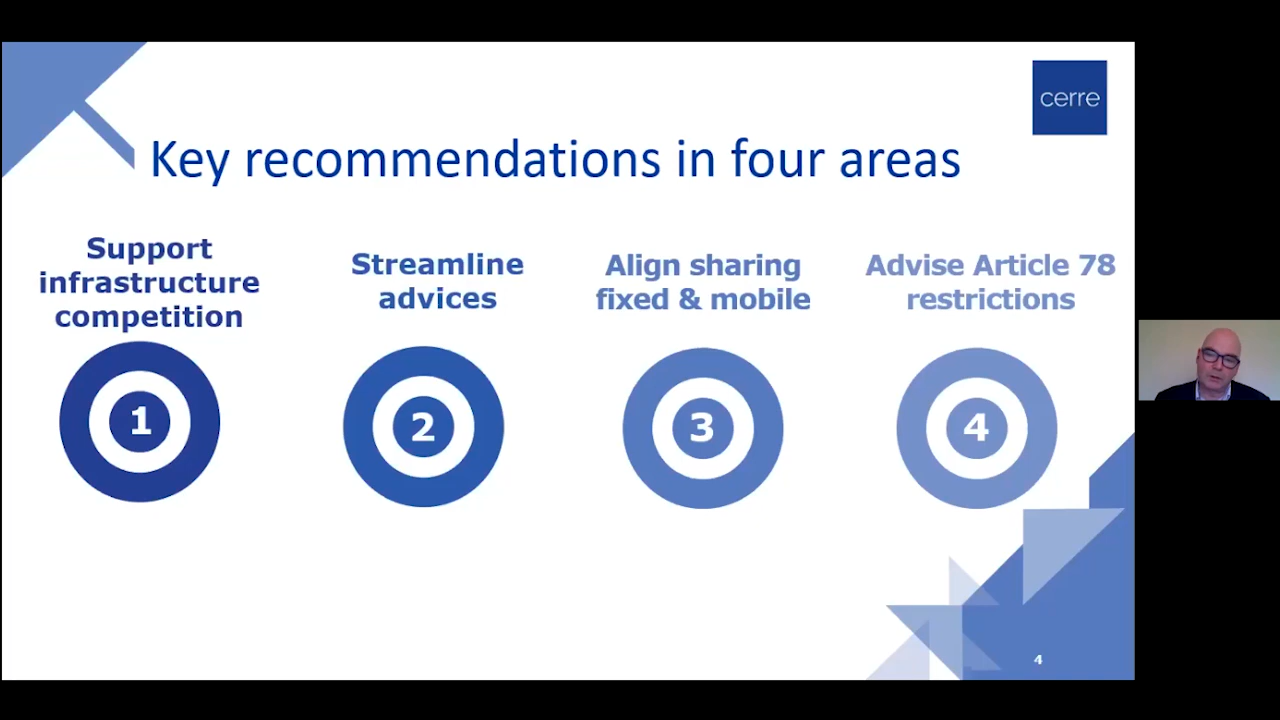 cerre
Key recommendations in four areas
Support
infrastructure
competition
Streamline
advices
Align sharing
fixed & mobile
Advise Article 78
restrictions
1
2
3
4
4